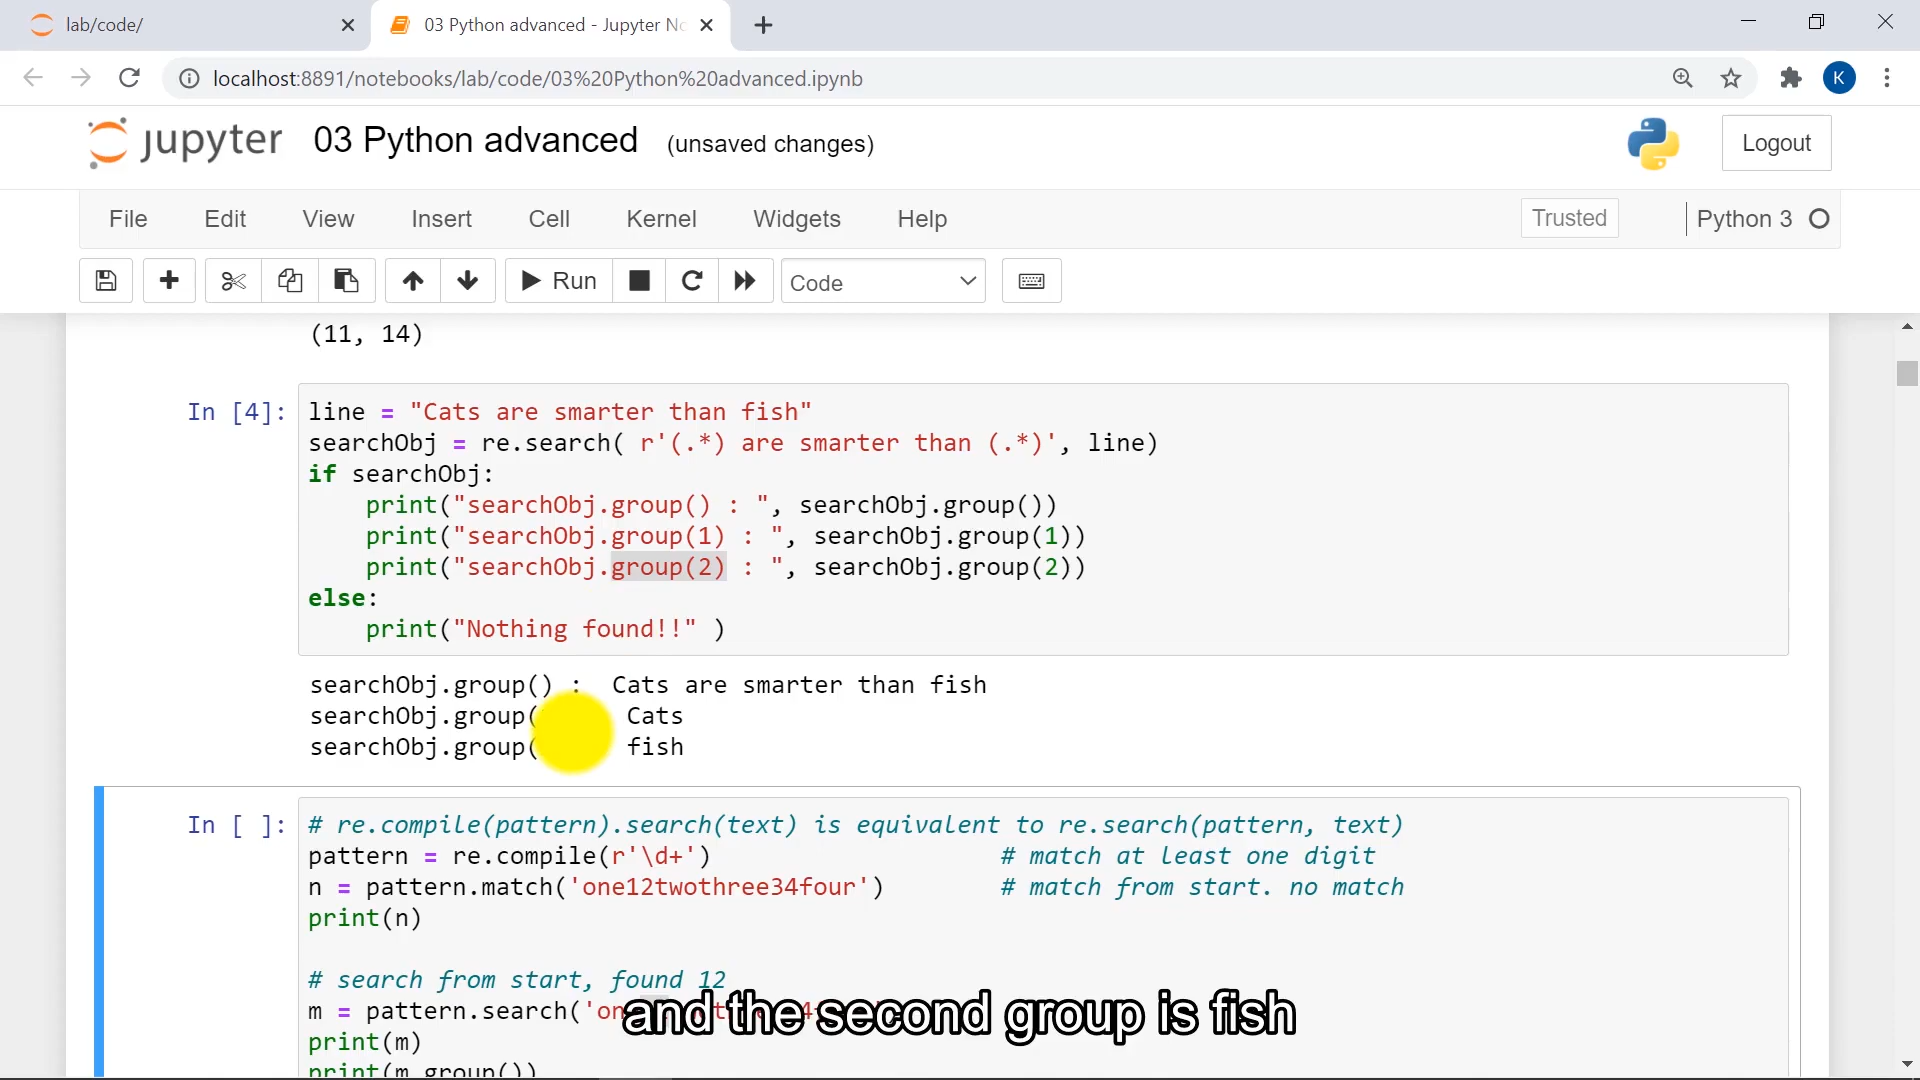 lab/code/
03 Python advanced - Jupyter No
localhost:8891/notebooks/lab/code/03%20Python%20advanced.ipynb
K
jupyter 03 Python advanced (unsaved changes)
Logout
File Edit View Insert Cell Kernel Widgets Help
Trusted Python 3
Run Code
(11, 14)
In [4]: line = "Cats are smarter than fish"
searchObj = re.search( r'(.*) are smarter than (.*)', line)
if searchObj:
    print("searchObj.group() : ", searchObj.group())
    print("searchObj.group(1) : ", searchObj.group(1))
    print("searchObj.group(2) : ", searchObj.group(2))
else:
    print("Nothing found!!" )
searchObj.group() :  Cats are smarter than fish
searchObj.group( Cats
searchObj.group( fish
In [ ]: # re.compile(pattern).search(text) is equivalent to re.search(pattern, text)
pattern = re.compile(r'\d+') # match at least one digit
n = pattern.match('one12twothree34four') # match from start. no match
print(n)
# search from start, found 12
m = pattern.search('on
and the second group is fish
print(m)
print(m.group())